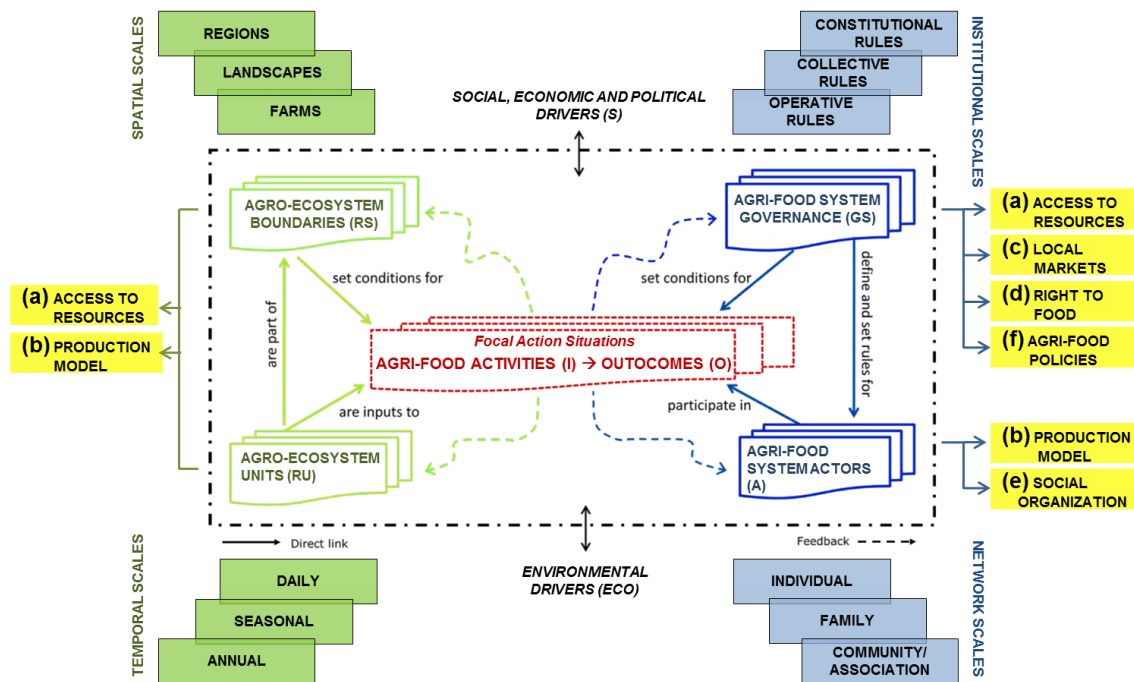 SPATIAL SCALES
REGIONS
LANDSCAPES
FARMS
SOCIAL, ECONOMIC AND POLITICAL
DRIVERS (S)
CONSTITUTIONAL
RULES
COLLECTIVE
RULES
OPERATIVE
RULES
INSTITUTIONAL SCALES
AGRO-ECOSYSTEM
BOUNDARIES (RS)
AGRI-FOOD SYSTEM
GOVERNANCE (GS)
(a) ACCESS TO
RESOURCES
(c) LOCAL
MARKETS
(d) RIGHT TO
FOOD
(f) AGRI-FOOD
POLICIES
set conditions for
set conditions for
define and set rules for
(a) ACCESS TO
RESOURCES
(b) PRODUCTION
MODEL
are part of
Focal Action Situations
AGRI-FOOD ACTIVITIES (I) → OUTOCOMES (O)
are inputs to
participate in
AGRO-ECOSYSTEM
UNITS (RU)
AGRI-FOOD
SYSTEM ACTORS
(A)
(b) PRODUCTION
MODEL
(e) SOCIAL
ORGANIZATION
Direct link
Feedback
TEMPORAL SCALES
DAILY
SEASONAL
ANNUAL
ENVIRONMENTAL
DRIVERS (ECO)
INDIVIDUAL
FAMILY
COMMUNITY/
ASSOCIATION
NETWORK SCALES